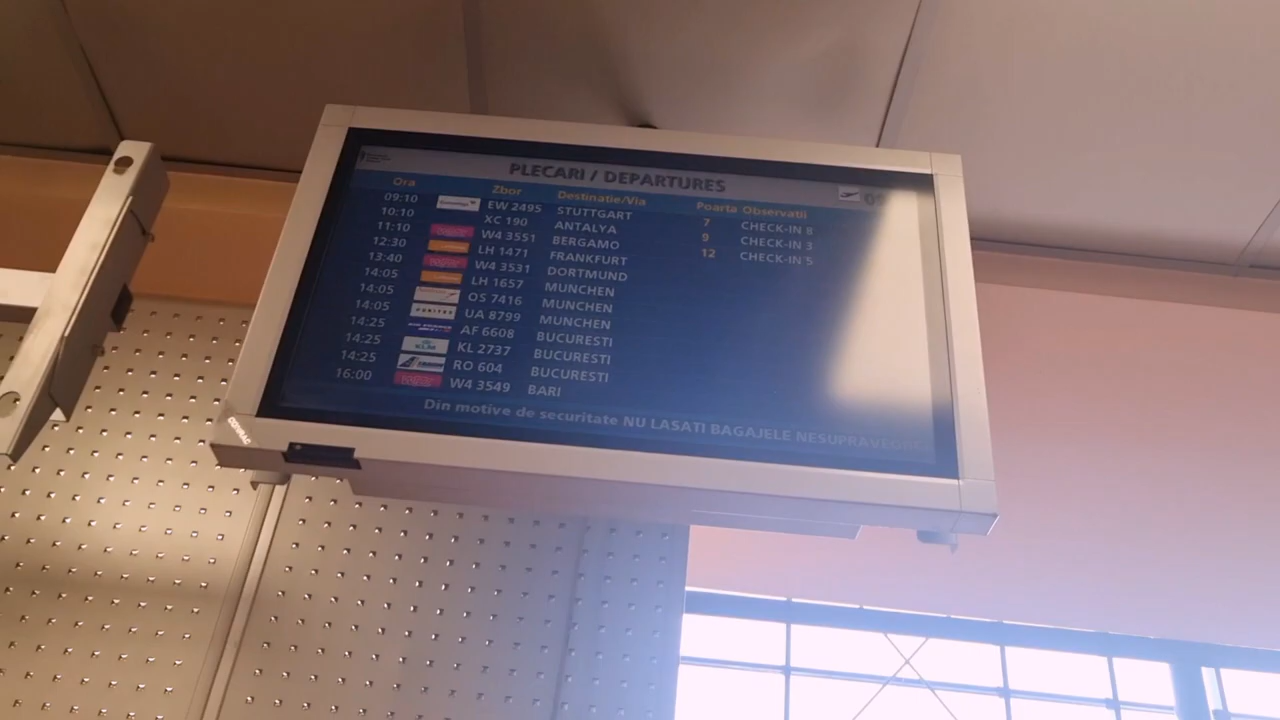 PLECARI / DEPARTURES
Ora Zbor Destinatie/Via Poarta Observatii
09:10 EW 2495 STUTTGART 7 CHECK-IN 8
10:10 XC 190 ANTALYA 9 CHECK-IN 3
11:10 W4 3551 BERGAMO 12 CHECK-IN 5
12:30 LH 1471 FRANKFURT
13:40 W4 3531 DORTMUND
14:05 LH 1657 MUNCHEN
14:05 OS 7416 MUNCHEN
14:05 UA 8799 MUNCHEN
14:25 AF 6608 BUCURESTI
14:25 KLM KL 2737 BUCURESTI
14:25 RO 604 BUCURESTI
16:00 W4 3549 BARI
Din motive de securitate NU LASATI BAGAJELE
CONRAC